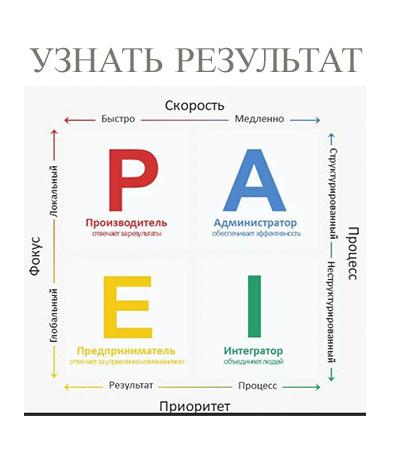 УЗНАТЬ РЕЗУЛЬТАТ
Скорость
Быстро Медленно
Фокус
Локальный
Глобальный
P
Производитель
отвечает за результаты
A
Администратор
обеспечивает эффективность
E
Предприниматель
отвечает за управление изменениями
I
Интегратор
объединяет людей
Структурированный
Неструктурированный
Процесс
Результат Процесс
Приоритет